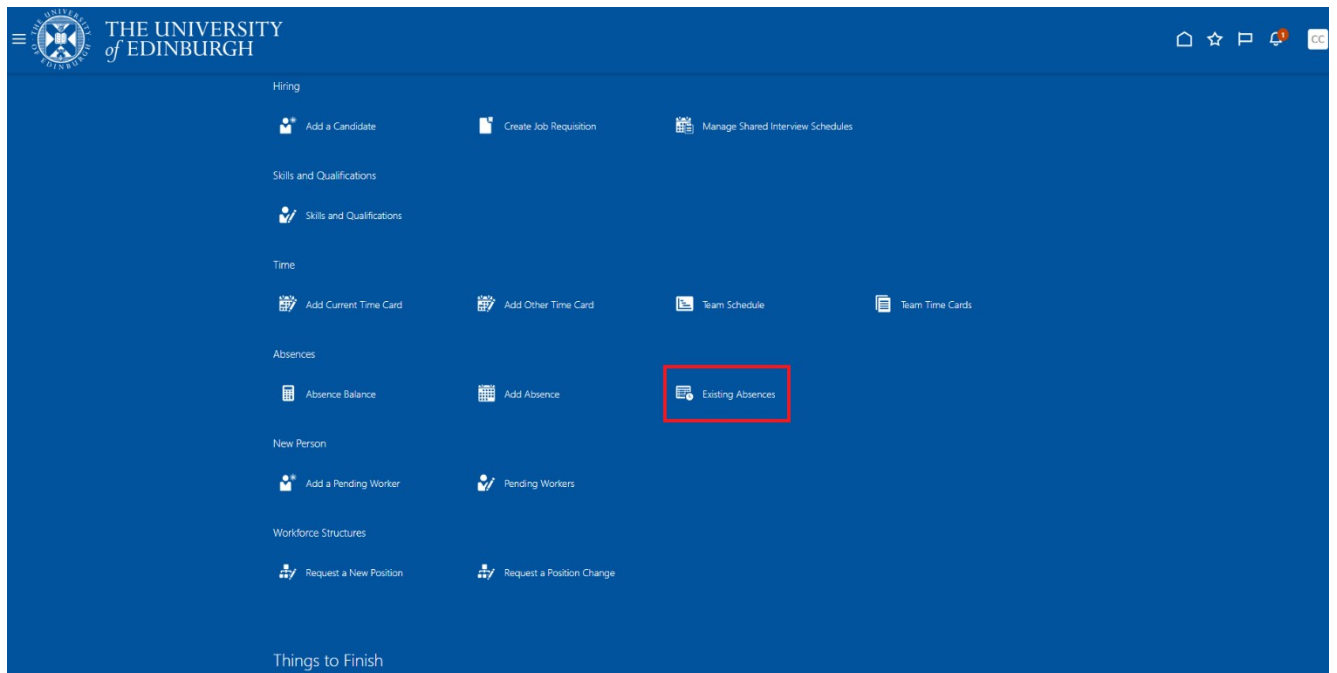 THE UNIVERSITY
of EDINBURGH
1
CC
Hiring
Add a Candidate
Create Job Requisition
Manage Shared Interview Schedules
Skills and Qualifications
Skills and Qualifications
Time
Add Current Time Card
Add Other Time Card
Team Schedule
Team Time Cards
Absences
Absence Balance
Add Absence
Existing Absences
New Person
Add a Pending Worker
Pending Workers
Workforce Structures
Request a New Position
Request a Position Change
Things to Finish